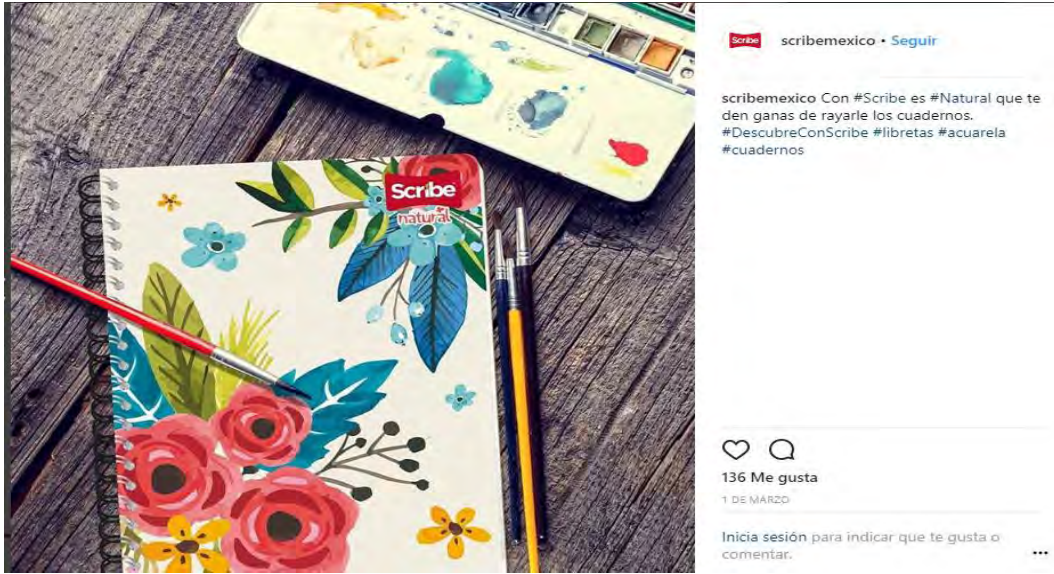 Scribe
natural
Scribe
scribemexico • Seguir
scribemexico Con #Scribe es #Natural que te
den ganas de rayarle los cuadernos.
#DescubreConScribe #libretas #acuarela
#cuadernos
136 Me gusta
1 DE MARZO
Inicia sesión para indicar que te gusta o
comentar.